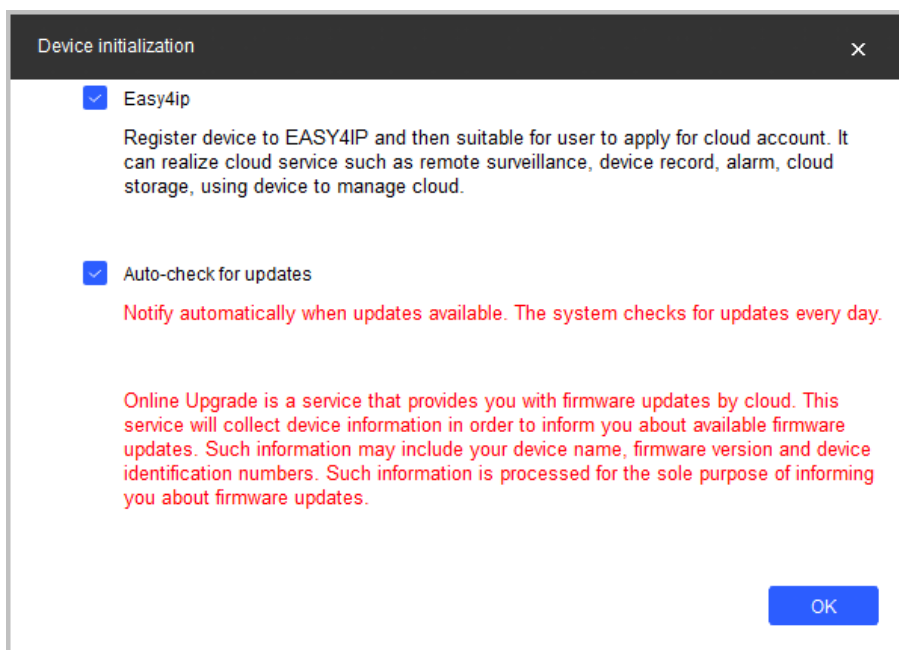 Device initialization
Easy4ip
Register device to EASY4IP and then suitable for user to apply for cloud account. It
can realize cloud service such as remote surveillance, device record, alarm, cloud
storage, using device to manage cloud.
Auto-check for updates
Notify automatically when updates available. The system checks for updates every day.
Online Upgrade is a service that provides you with firmware updates by cloud. This
service will collect device information in order to inform you about available firmware
updates. Such information may include your device name, firmware version and device
identification numbers. Such information is processed for the sole purpose of informing
you about firmware updates.
OK